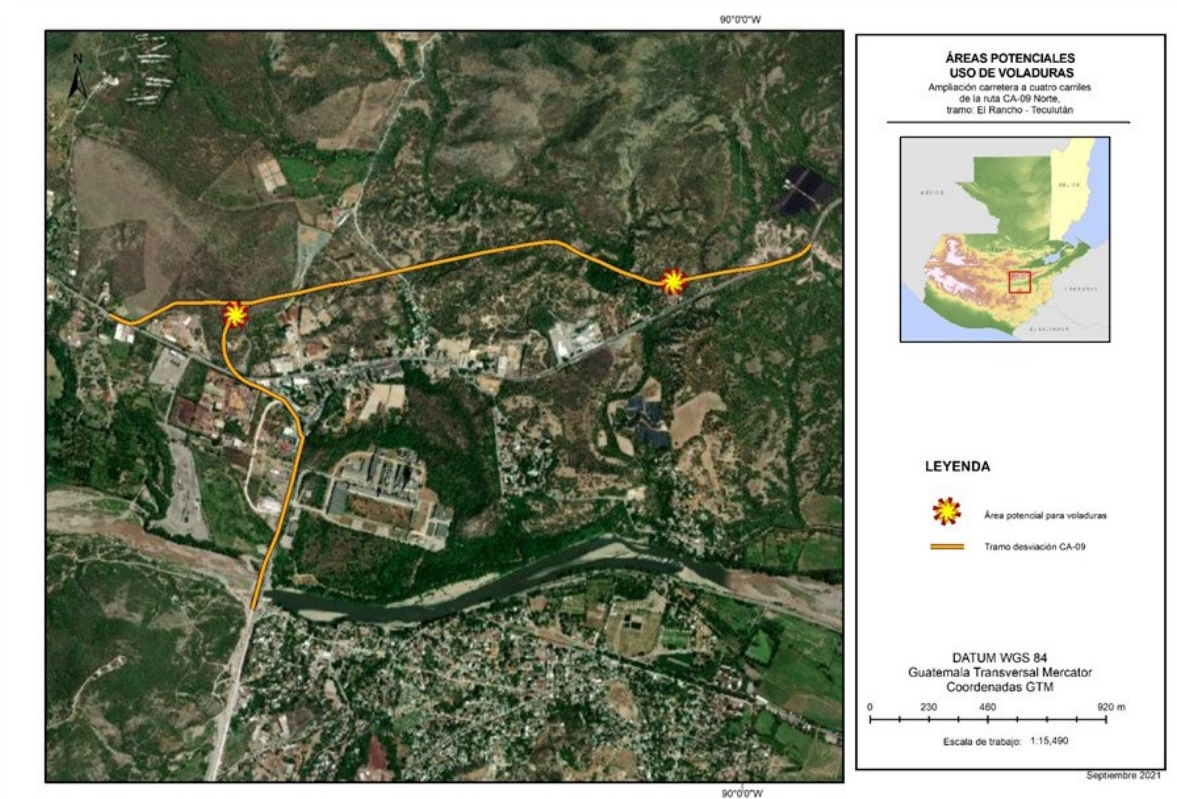 90°0'0"W
N
ÁREAS POTENCIALES
USO DE VOLADURAS
Ampliación carretera a cuatro carriles
de la ruta CA-09 Norte,
tramo: El Rancho - Teculután
MÉXICO
BELICE
HONDURAS
EL SALVADOR
LEYENDA
Área potencial para voladuras
Tramo desviación CA-09
DATUM WGS 84
Guatemala Transversal Mercator
Coordenadas GTM
0 230 460 920 m
Escala de trabajo: 1:15,490
Septiembre 2021
90°0'0"W